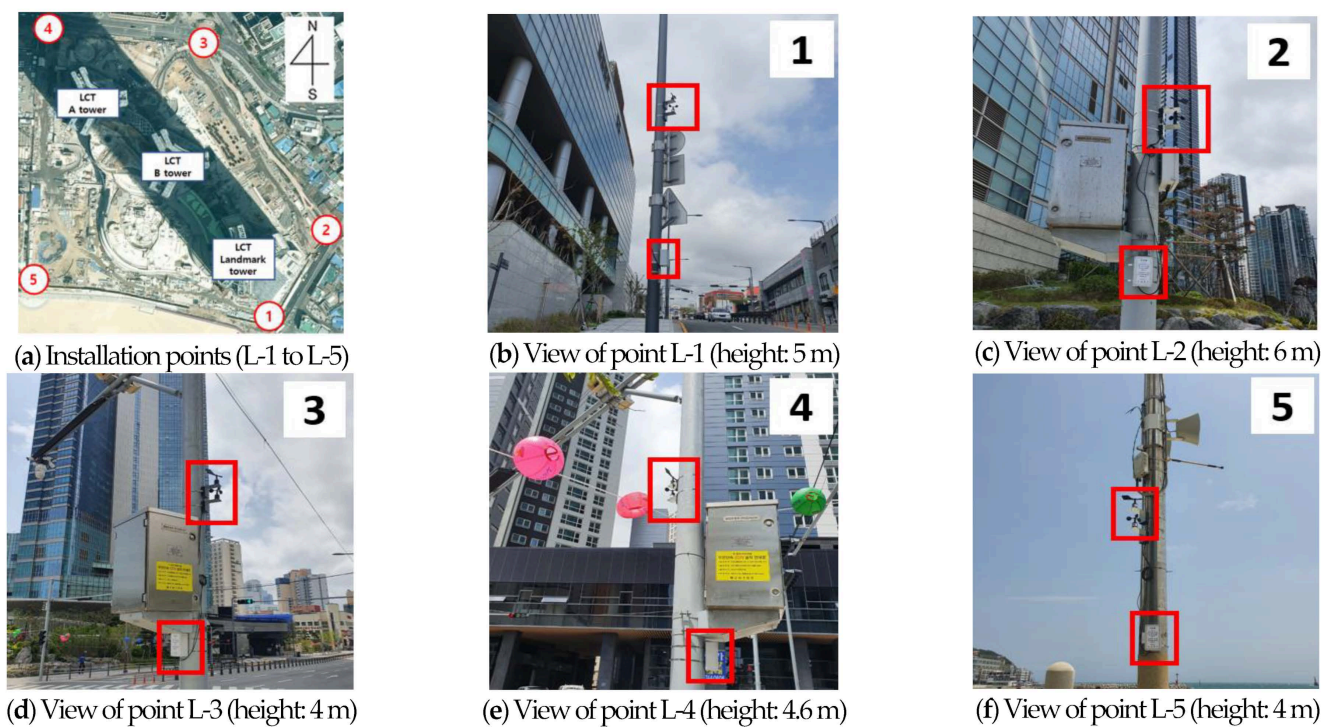 4
3
N
S
LCT
A tower
LCT
B tower
LCT
Landmark
tower
2
5
1
(a) Installation points (L-1 to L-5)
1
(b) View of point L-1 (height: 5 m)
2
(c) View of point L-2 (height: 6 m)
3
(d) View of point L-3 (height: 4 m)
4
(e) View of point L-4 (height: 4.6 m)
5
(f) View of point L-5 (height: 4 m)